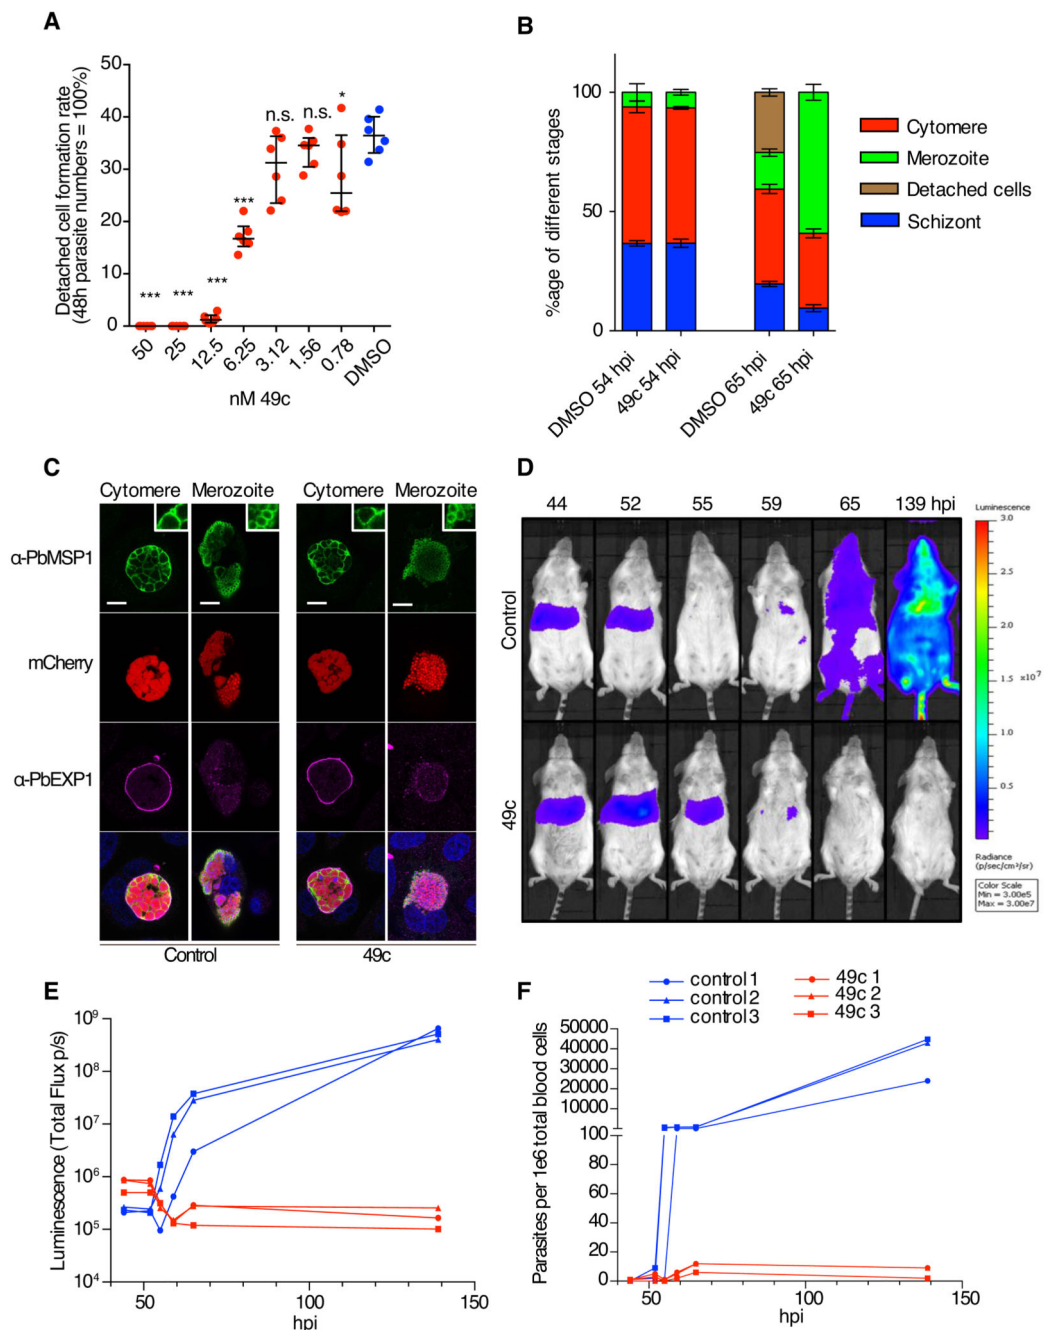 A
Detached cell formation rate
(48h parasite numbers = 100%)
50
40
30
20
10
0
***
***
***
***
n.s.
n.s.
*
50
25
12.5
6.25
3.12
1.56
0.78
DMSO
nM 49c
B
%age of different stages
100
50
0
DMSO 54 hpi
49c 54 hpi
DMSO 65 hpi
49c 65 hpi
Cytomere
Merozoite
Detached cells
Schizont
C
Cytomere Merozoite Cytomere Merozoite
α-PbMSP1
mCherry
α-PbEXP1
Control
49c
D
44 52 55 59 65 139 hpi
Control
49c
Luminescence
3.0
2.5
2.0
1.5 x10⁷
1.0
0.5
Radiance
(p/sec/cm²/sr)
Color Scale
Min = 3.00e5
Max = 3.00e7
E
Luminescence (Total Flux p/s)
10⁹
10⁸
10⁷
10⁶
10⁵
10⁴
50 100 150
hpi
F
control 1
control 2
control 3
49c 1
49c 2
49c 3
Parasites per 1e6 total blood cells
50000
40000
30000
20000
10000
100
80
60
40
20
0
50 100 150
hpi